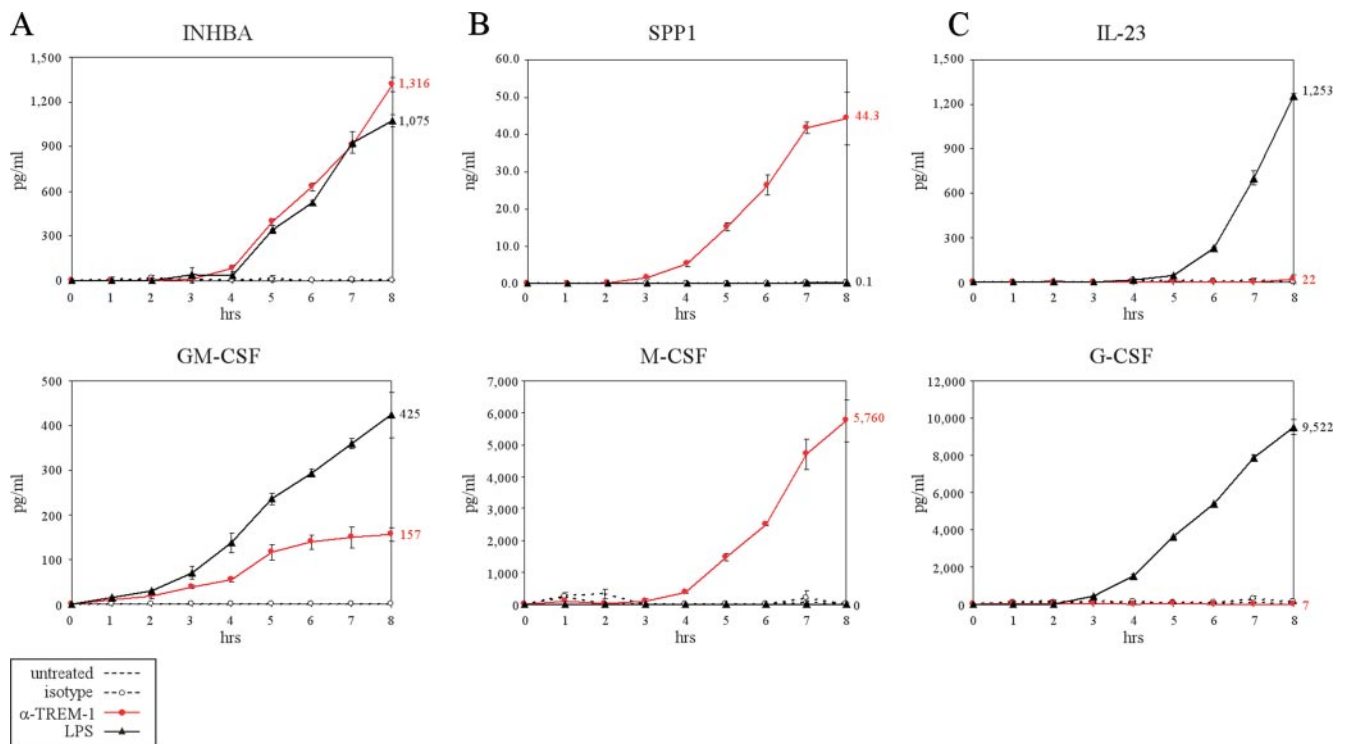 A
INHBA
1,500
1,200
900
600
300
0
pg/ml
0 1 2 3 4 5 6 7 8
hrs
1,316
1,075
B
SPP1
60.0
50.0
40.0
30.0
20.0
10.0
0.0
ng/ml
0 1 2 3 4 5 6 7 8
hrs
44.3
0.1
C
IL-23
1,500
1,200
900
600
300
0
pg/ml
0 1 2 3 4 5 6 7 8
hrs
1,253
22
GM-CSF
500
400
300
200
100
0
pg/ml
0 1 2 3 4 5 6 7 8
hrs
425
157
M-CSF
7,000
6,000
5,000
4,000
3,000
2,000
1,000
0
pg/ml
0 1 2 3 4 5 6 7 8
hrs
5,760
0
G-CSF
12,000
10,000
8,000
6,000
4,000
2,000
0
pg/ml
0 1 2 3 4 5 6 7 8
hrs
9,522
7
untreated
isotype
α-TREM-1
LPS